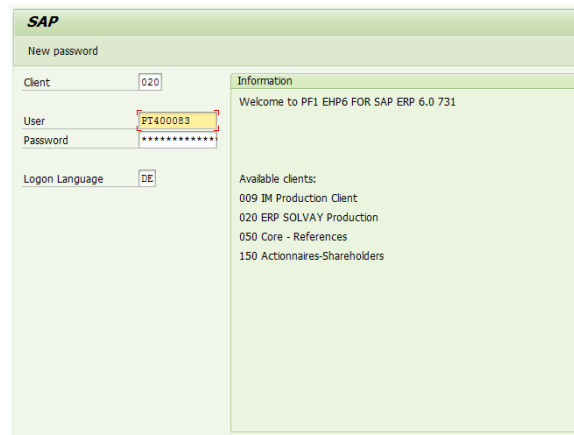 SAP
New password
Client 020
User PT400083
Password ************
Logon Language DE
Information
Welcome to PF1 EHP6 FOR SAP ERP 6.0 731
Available clients:
009 IM Production Client
020 ERP SOLVAY Production
050 Core - References
150 Actionnaires-Shareholders